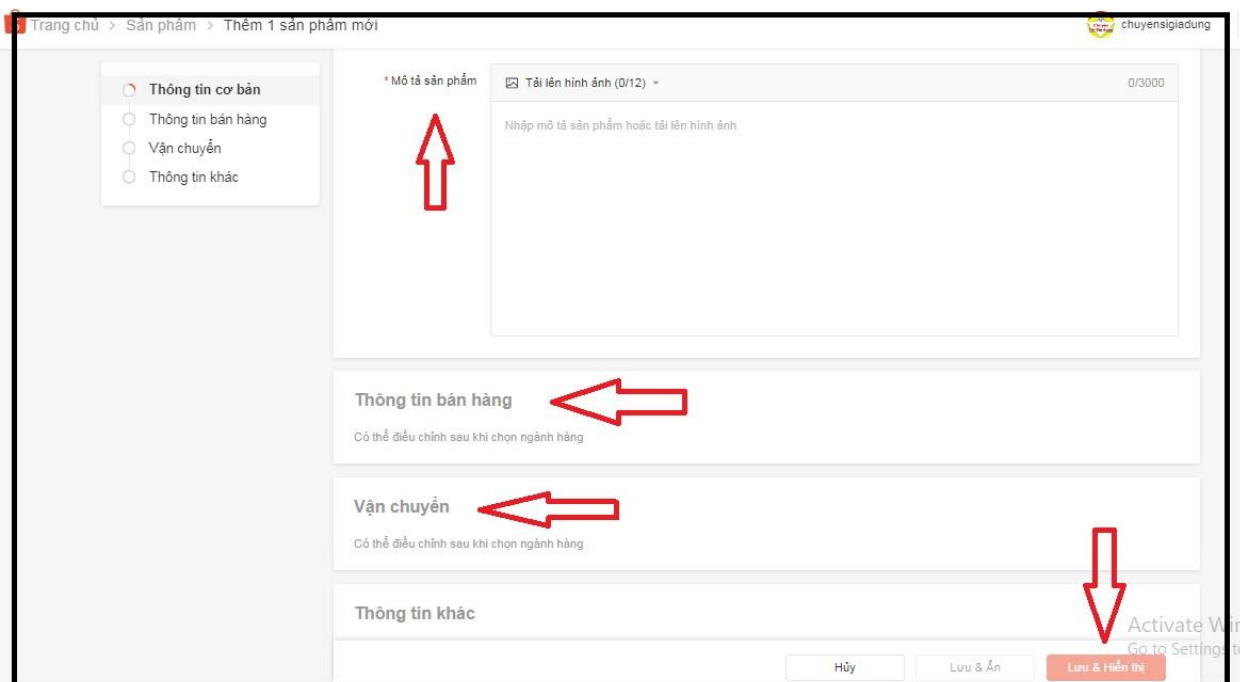 Trang chủ > Sản phẩm > Thêm 1 sản phẩm mới
chuyensigiadung
Thông tin cơ bản
Thông tin bán hàng
Vận chuyển
Thông tin khác
* Mô tả sản phẩm
Tải lên hình ảnh (0/12)
0/3000
Nhập mô tả sản phẩm hoặc tải lên hình ảnh
Thông tin bán hàng
Có thể điều chỉnh sau khi chọn ngành hàng
Vận chuyển
Có thể điều chỉnh sau khi chọn ngành hàng
Thông tin khác
Activate Win
Go to Settings to
Hủy
Lưu & Ẩn
Lưu & Hiển thị